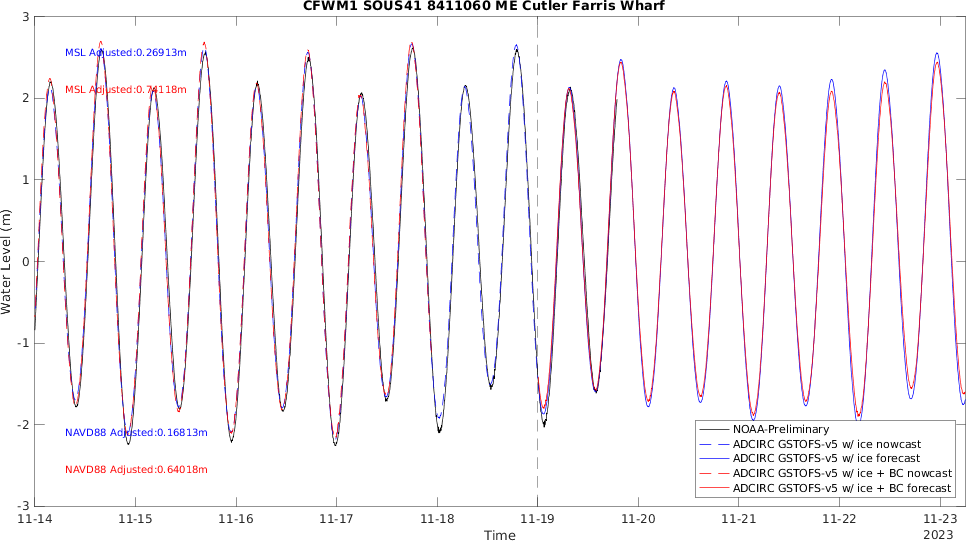 CFWM1 SOUS41 8411060 ME Cutler Farris Wharf
3
2
1
0
-1
-2
-3
Water Level (m)
MSL Adjusted:0.26913m
MSL Adjusted:0.74118m
NAVD88 Adjusted:0.16813m
NAVD88 Adjusted:0.64018m
NOAA-Preliminary
ADCIRC GSTOFS-v5 w/ ice nowcast
ADCIRC GSTOFS-v5 w/ ice forecast
ADCIRC GSTOFS-v5 w/ ice + BC nowcast
ADCIRC GSTOFS-v5 w/ ice + BC forecast
11-14 11-15 11-16 11-17 11-18 11-19 11-20 11-21 11-22 11-23
2023
Time